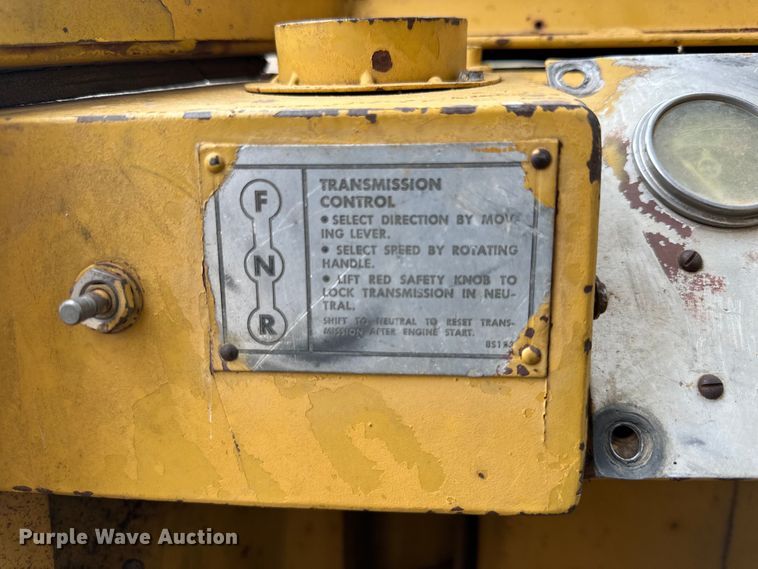 F
N
R
TRANSMISSION
CONTROL
• SELECT DIRECTION BY MOV-
ING LEVER.
• SELECT SPEED BY ROTATING
HANDLE.
• LIFT RED SAFETY KNOB TO
LOCK TRANSMISSION IN NEU-
TRAL.
SHIFT TO NEUTRAL TO RESET TRANS-
MISSION AFTER ENGINE START.
Purple Wave Auction